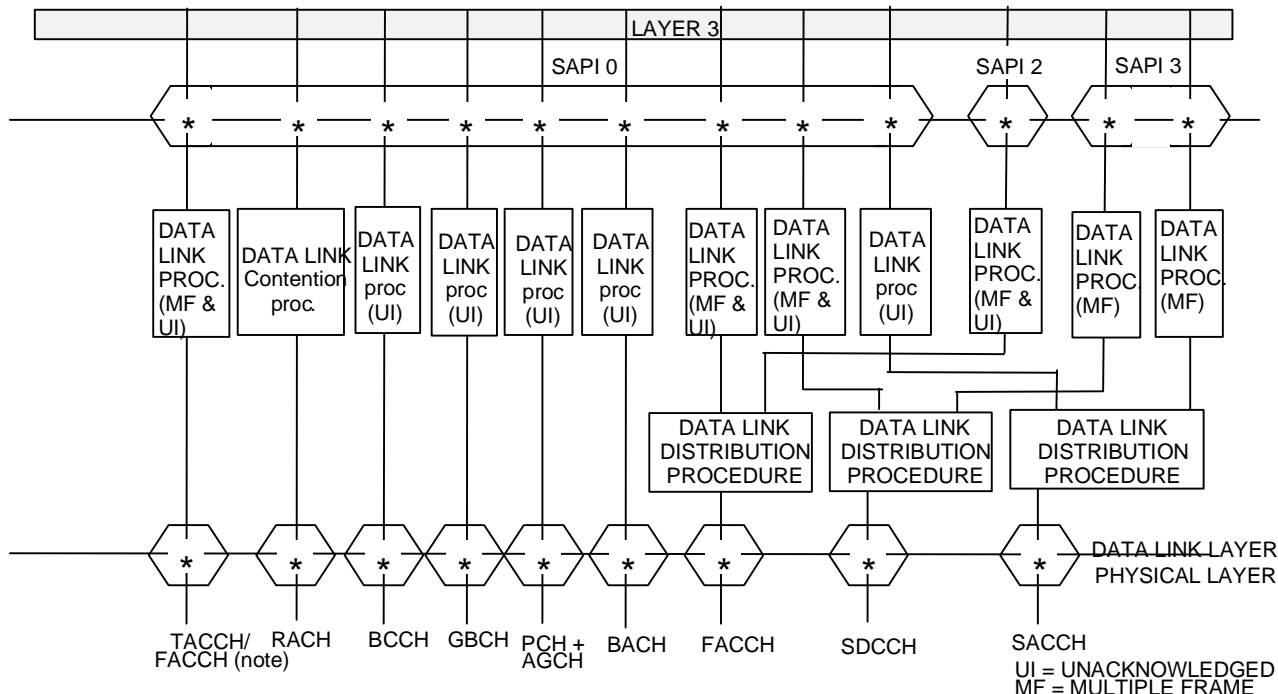 LAYER 3
SAPI 0
SAPI 2
SAPI 3
* * * * * * * * * * * *
DATA
LINK
PROC.
(MF &
UI)
DATA LINK
Contention
proc.
DATA
LINK
proc
(UI)
DATA
LINK
proc
(UI)
DATA
LINK
proc
(UI)
DATA
LINK
proc
(UI)
DATA
LINK
PROC.
(MF &
UI)
DATA
LINK
PROC.
(MF &
UI)
DATA
LINK
proc
(UI)
DATA
LINK
PROC.
(MF &
UI)
DATA
LINK
PROC.
(MF)
DATA
LINK
PROC.
(MF)
DATA LINK
DISTRIBUTION
PROCEDURE
DATA LINK
DISTRIBUTION
PROCEDURE
DATA LINK
DISTRIBUTION
PROCEDURE
* * * * * * * * *
DATA LINK LAYER
PHYSICAL LAYER
TACCH/
FACCH (note)
RACH
BCCH
GBCH
PCH +
AGCH
BACH
FACCH
SDCCH
SACCH
UI = UNACKNOWLEDGED
MF = MULTIPLE FRAME